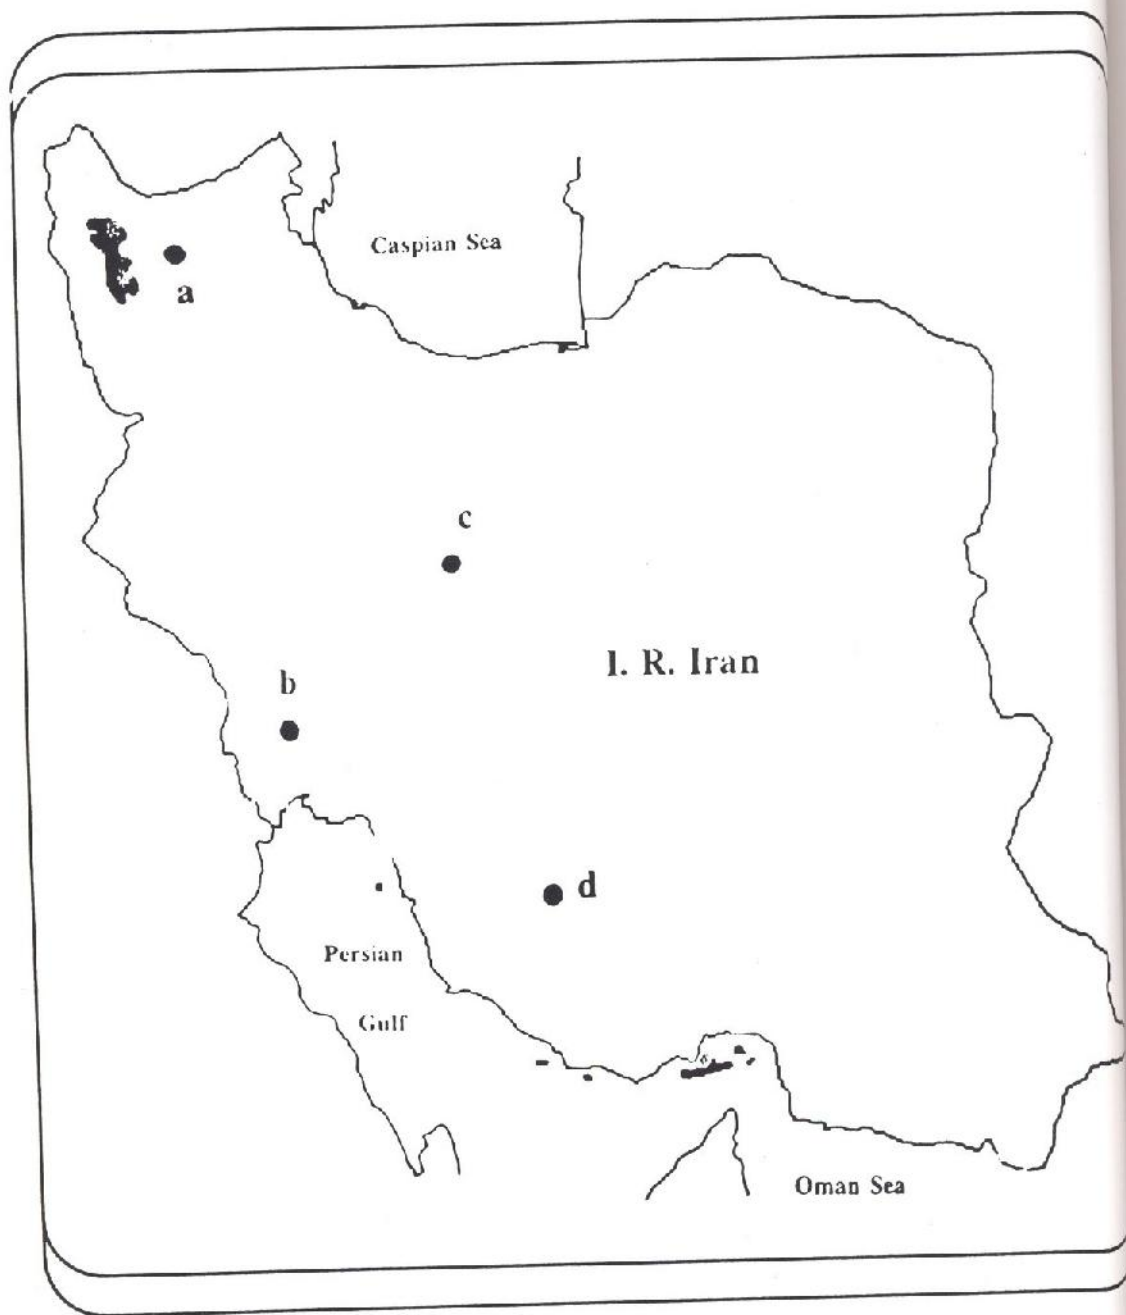 Caspian Sea
a
c
I. R. Iran
b
d
Persian
Gulf
Oman Sea